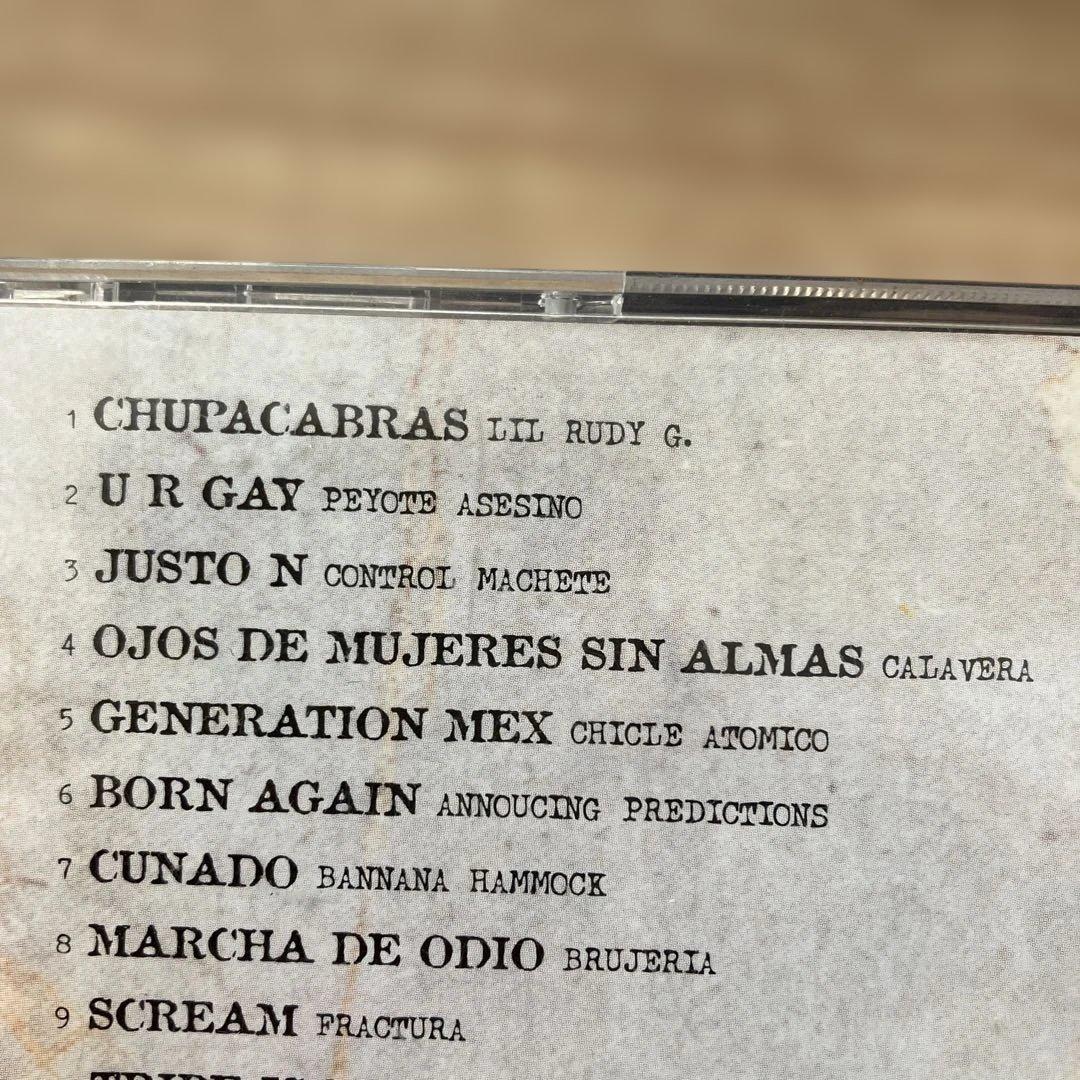 1 CHUPACABRAS LIL RUDY G.
2 U R GAY PEYOTE ASESINO
3 JUSTO N CONTROL MACHETE
4 OJOS DE MUJERES SIN ALMAS CALAVERA
5 GENERATION MEX CHICLE ATOMICO
6 BORN AGAIN ANNOUCING PREDICTIONS
7 CUNADO BANNANA HAMMOCK
8 MARCHA DE ODIO BRUJERIA
9 SCREAM FRACTURA